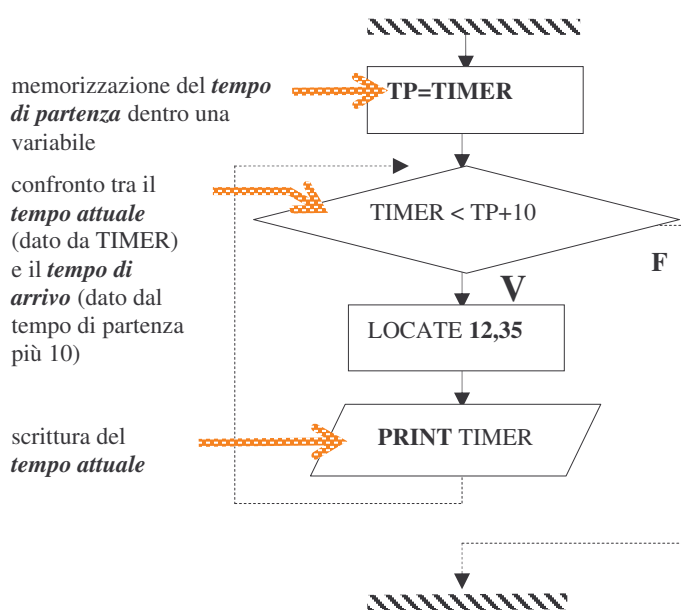 memorizzazione del tempo
di partenza dentro una
variabile
TP=TIMER
confronto tra il
tempo attuale
(dato da TIMER)
e il tempo di
arrivo (dato dal
tempo di partenza
più 10)
TIMER < TP+10
F
V
LOCATE 12,35
scrittura del
tempo attuale
PRINT TIMER